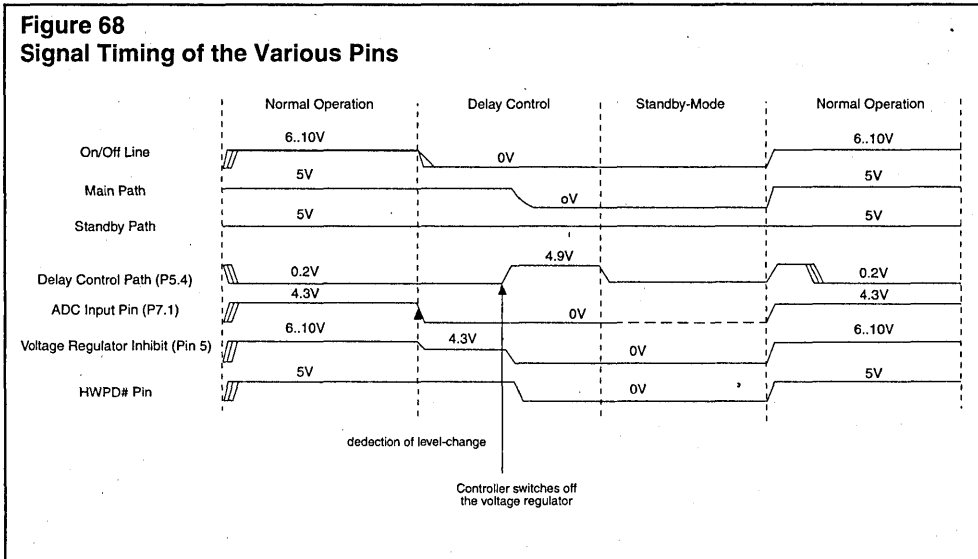 Figure 68
Signal Timing of the Various Pins
Normal Operation
Delay Control
Standby-Mode
Normal Operation
On/Off Line
6..10V
0V
6..10V
Main Path
5V
oV
5V
Standby Path
5V
5V
Delay Control Path (P5.4)
0.2V
4.9V
0.2V
ADC Input Pin (P7.1)
4.3V
0V
4.3V
Voltage Regulator Inhibit (Pin 5)
6..10V
4.3V
0V
6..10V
HWPD# Pin
5V
0V
5V
dedection of level-change
Controller switches off
the voltage regulator